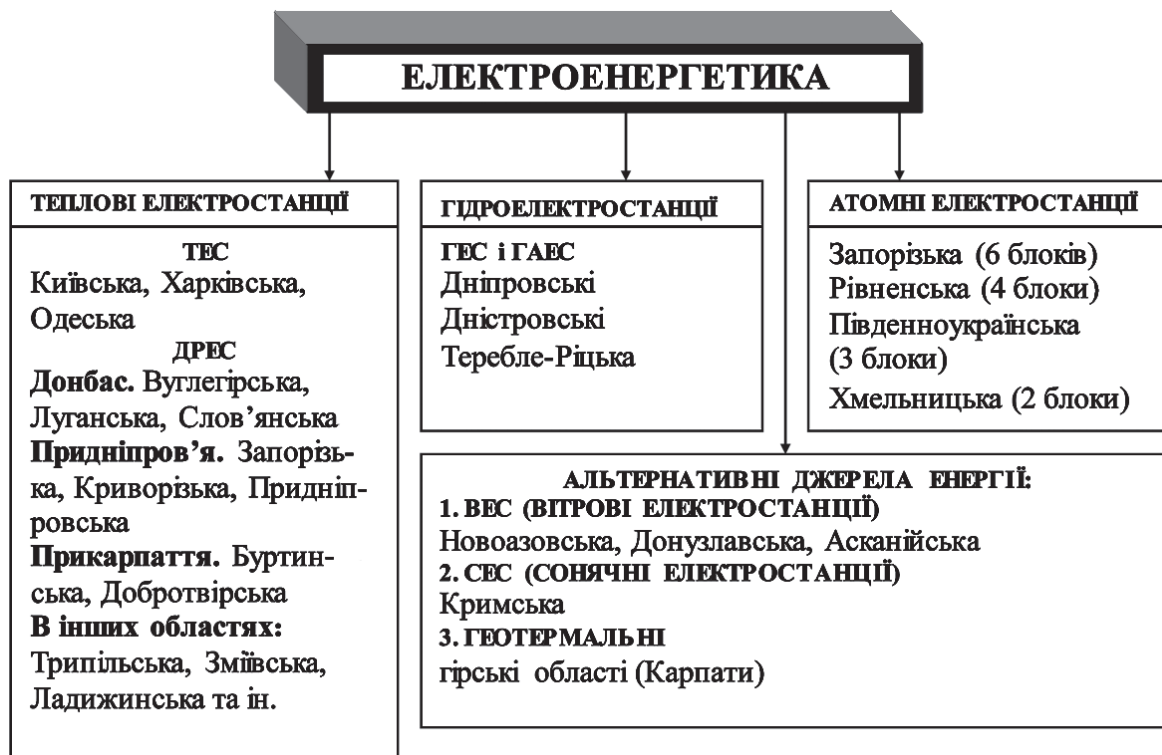 ЕЛЕКТРОЕНЕРГЕТИКА
ТЕПЛОВІ ЕЛЕКТРОСТАНЦІЇ
ТЕС
Київська, Харківська,
Одеська
ДРЕС
Донбас. Вуглегірська,
Луганська, Слов’янська
Придніпров’я. Запорізь-
ка, Криворізька, Придніп-
ровська
Прикарпаття. Буртин-
ська, Добротвірська
В інших областях:
Трипільська, Зміївська,
Ладижинська та ін.
ГІДРОЕЛЕКТРОСТАНЦІЇ
ГЕС і ГАЕС
Дніпровські
Дністровські
Теребле-Ріцька
АТОМНІ ЕЛЕКТРОСТАНЦІЇ
Запорізька (6 блоків)
Рівненська (4 блоки)
Південноукраїнська
(3 блоки)
Хмельницька (2 блоки)
АЛЬТЕРНАТИВНІ ДЖЕРЕЛА ЕНЕРГІЇ:
1. ВЕС (ВІТРОВІ ЕЛЕКТРОСТАНЦІЇ)
Новоазовська, Донузлавська, Асканійська
2. СЕС (СОНЯЧНІ ЕЛЕКТРОСТАНЦІЇ)
Кримська
3. ГЕОТЕРМАЛЬНІ
гірські області (Карпати)